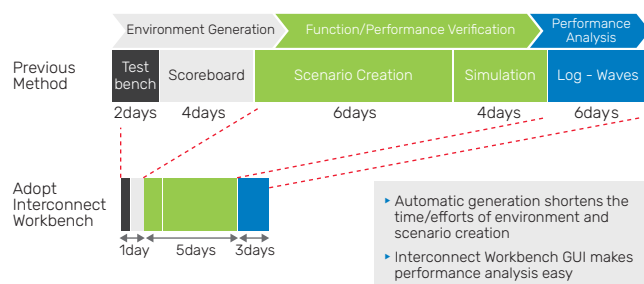 Environment Generation
Function/Performance Verification
Performance
Analysis
Previous
Method
Test
bench
Scoreboard
Scenario Creation
Simulation
Log - Waves
2days
4days
6days
4days
6days
Adopt
Interconnect
Workbench
1day
5days
3days
▸ Automatic generation shortens the
time/efforts of environment and
scenario creation
▸ Interconnect Workbench GUI makes
performance analysis easy